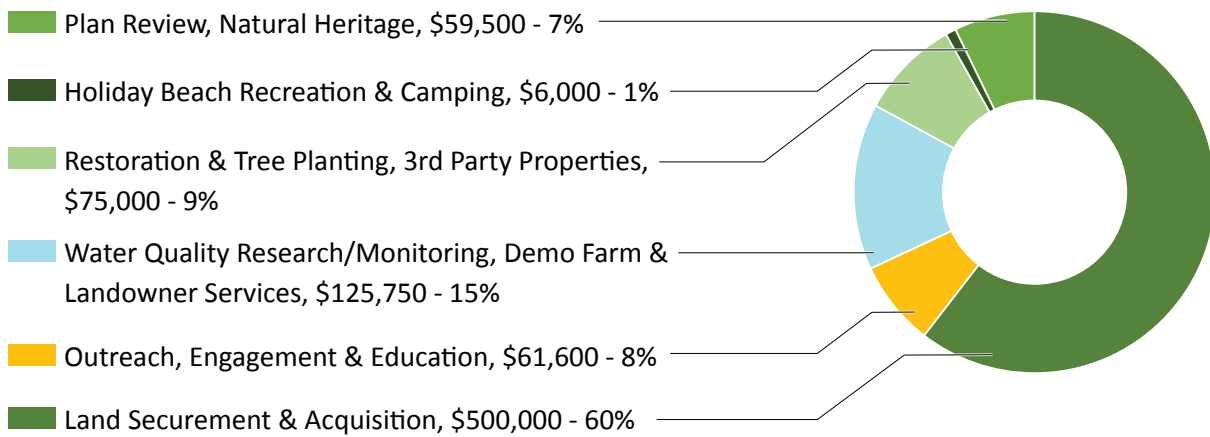 Plan Review, Natural Heritage, $59,500 - 7%
Holiday Beach Recreation & Camping, $6,000 - 1%
Restoration & Tree Planting, 3rd Party Properties,
$75,000 - 9%
Water Quality Research/Monitoring, Demo Farm &
Landowner Services, $125,750 - 15%
Outreach, Engagement & Education, $61,600 - 8%
Land Securement & Acquisition, $500,000 - 60%